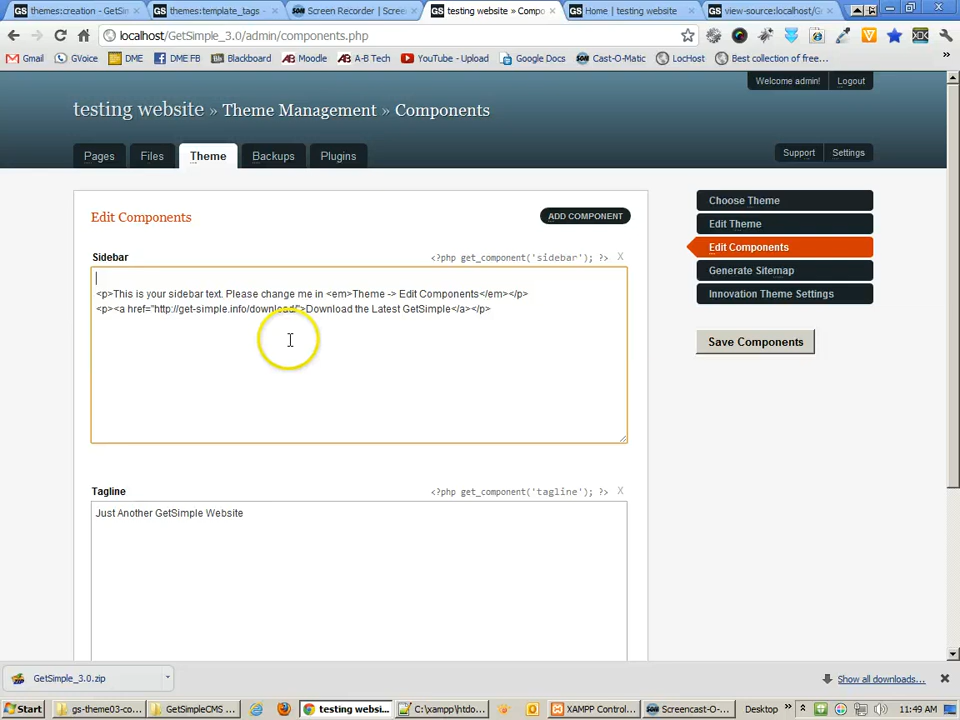 themes:creation - GetSim
themes:template_tags -
Screen Recorder | Screen
testing website » Compo
Home | testing website
view-source:localhost/G
localhost/GetSimple_3.0/admin/components.php
Gmail GVoice DME DME FB Blackboard Moodle A-B Tech YouTube - Upload Google Docs Cast-O-Matic LocHost Best collection of free... »
Welcome admin! Logout
testing website » Theme Management » Components
Pages Files Theme Backups Plugins Support Settings
Edit Components
ADD COMPONENT
Choose Theme
Edit Theme
Edit Components
Generate Sitemap
Innovation Theme Settings
Save Components
Sidebar <?php get_component('sidebar'); ?> X
<p>This is your sidebar text. Please change me in <em>Theme -> Edit Components</em></p>
<p><a href="http://get-simple.info/download/">Download the Latest GetSimple</a></p>
Tagline <?php get_component('tagline'); ?> X
Just Another GetSimple Website
GetSimple_3.0.zip
Show all downloads...
Start gs-theme03-co... GetSimpleCMS ... testing websi... C:\xampp\htdo... XAMPP Control... Screencast-O-... Desktop » 11:49 AM